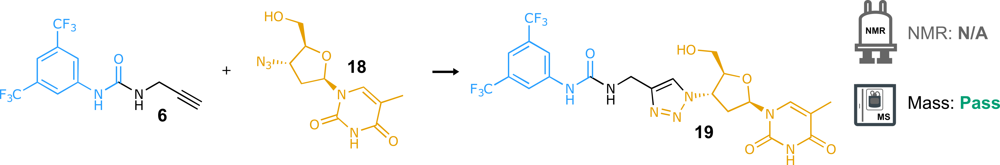 CF3
F3C
O
N
H
N
H
6
+
HO
N3
O
18
N
O
N
H
O
CF3
F3C
O
N
H
N
H
N
N
N
HO
O
19
N
O
N
H
O
NMR
NMR: N/A
MS
Mass: Pass